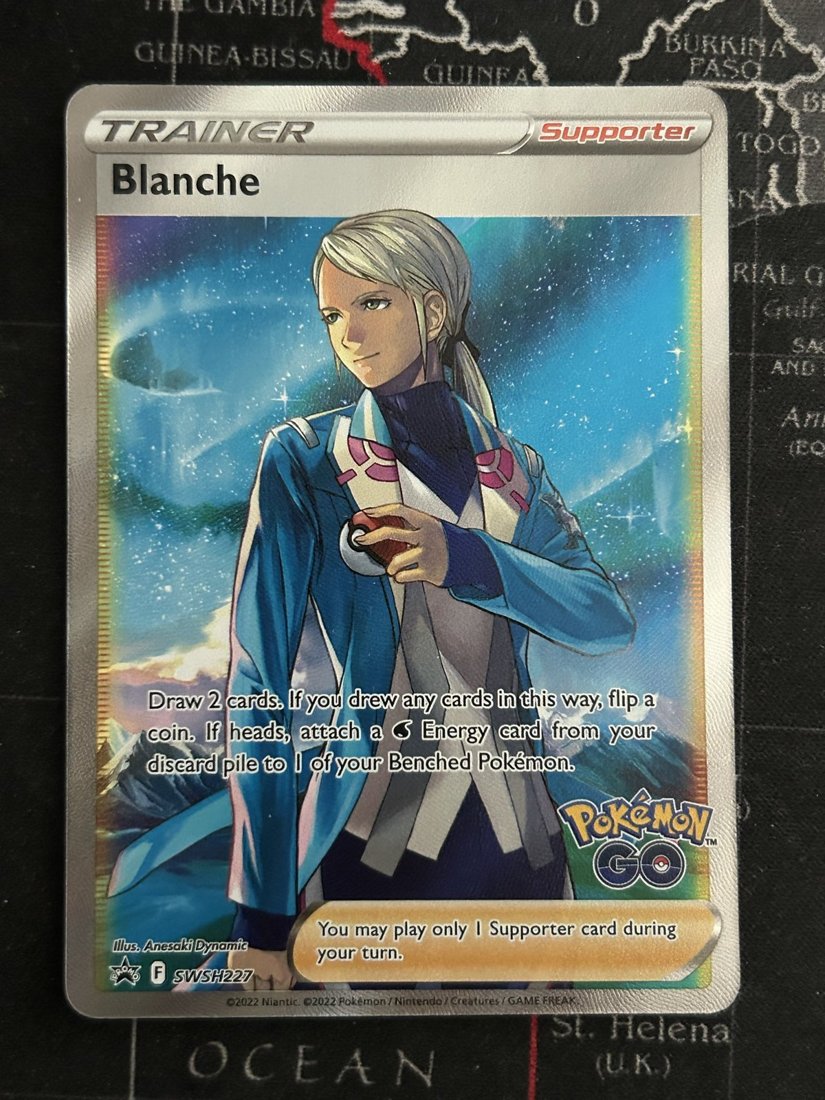 THE GAMBIA
GUINEA-BISSAU
GUINEA
BURKINA
FASO
TOGO
TRAINER
Supporter
Blanche
Gulf
Draw 2 cards. If you drew any cards in this way, flip a
coin. If heads, attach a Energy card from your
discard pile to 1 of your Benched Pokémon.
POKÉMON™
GO
You may play only 1 Supporter card during
your turn.
Illus. Anesaki Dynamic
F SWSH227
©2022 Niantic. ©2022 Pokémon / Nintendo / Creatures / GAME FREAK.
OCEAN
St. Helena
(U.K.)